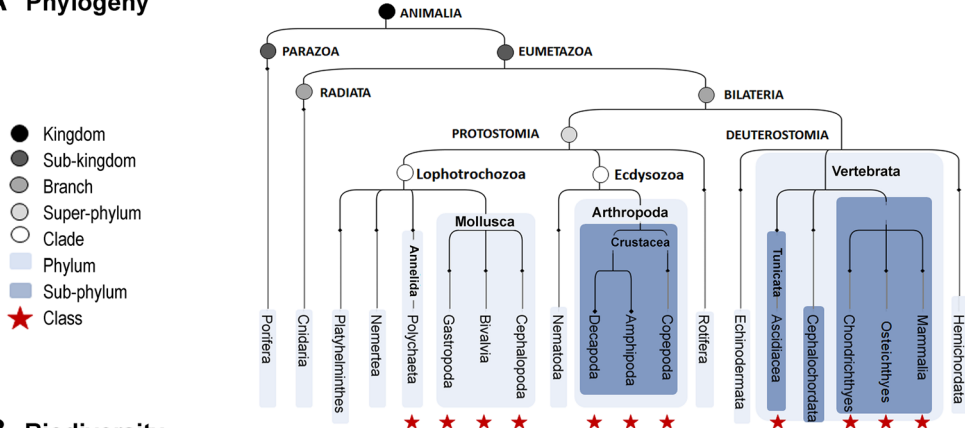 A Phylogeny
ANIMALIA
PARAZOA
EUMETAZOA
RADIATA
BILATERIA
PROTOSTOMIA
DEUTEROSTOMIA
Kingdom
Sub-kingdom
Branch
Super-phylum
Clade
Phylum
Sub-phylum
Class
Lophotrochozoa
Ecdysozoa
Vertebrata
Mollusca
Arthropoda
Crustacea
Annelida
Tunicata
Porifera
Cnidaria
Platyhelminthes
Nemertea
Polychaeta
Gastropoda
Bivalvia
Cephalopoda
Nematoda
Decapoda
Amphipoda
Copepoda
Rotifera
Echinodermata
Ascidiacea
Cephalochordata
Chondrichthyes
Osteichthyes
Mammalia
Hemichordata
B Biodiversity